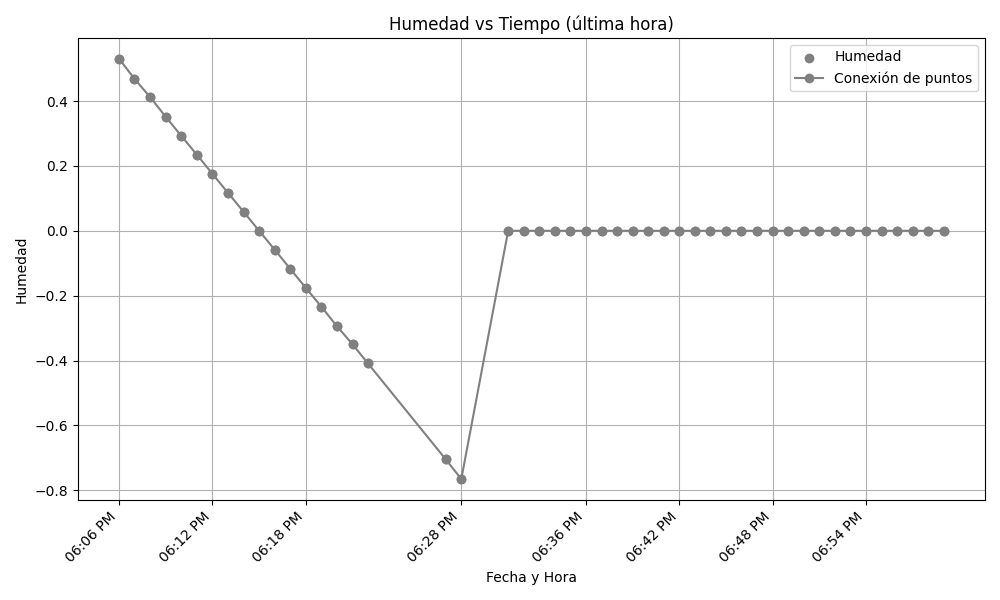 Humedad vs Tiempo (última hora)
Humedad
Conexión de puntos
Humedad
0.4
0.2
0.0
−0.2
−0.4
−0.6
−0.8
06:06 PM
06:12 PM
06:18 PM
06:28 PM
06:36 PM
06:42 PM
06:48 PM
06:54 PM
Fecha y Hora